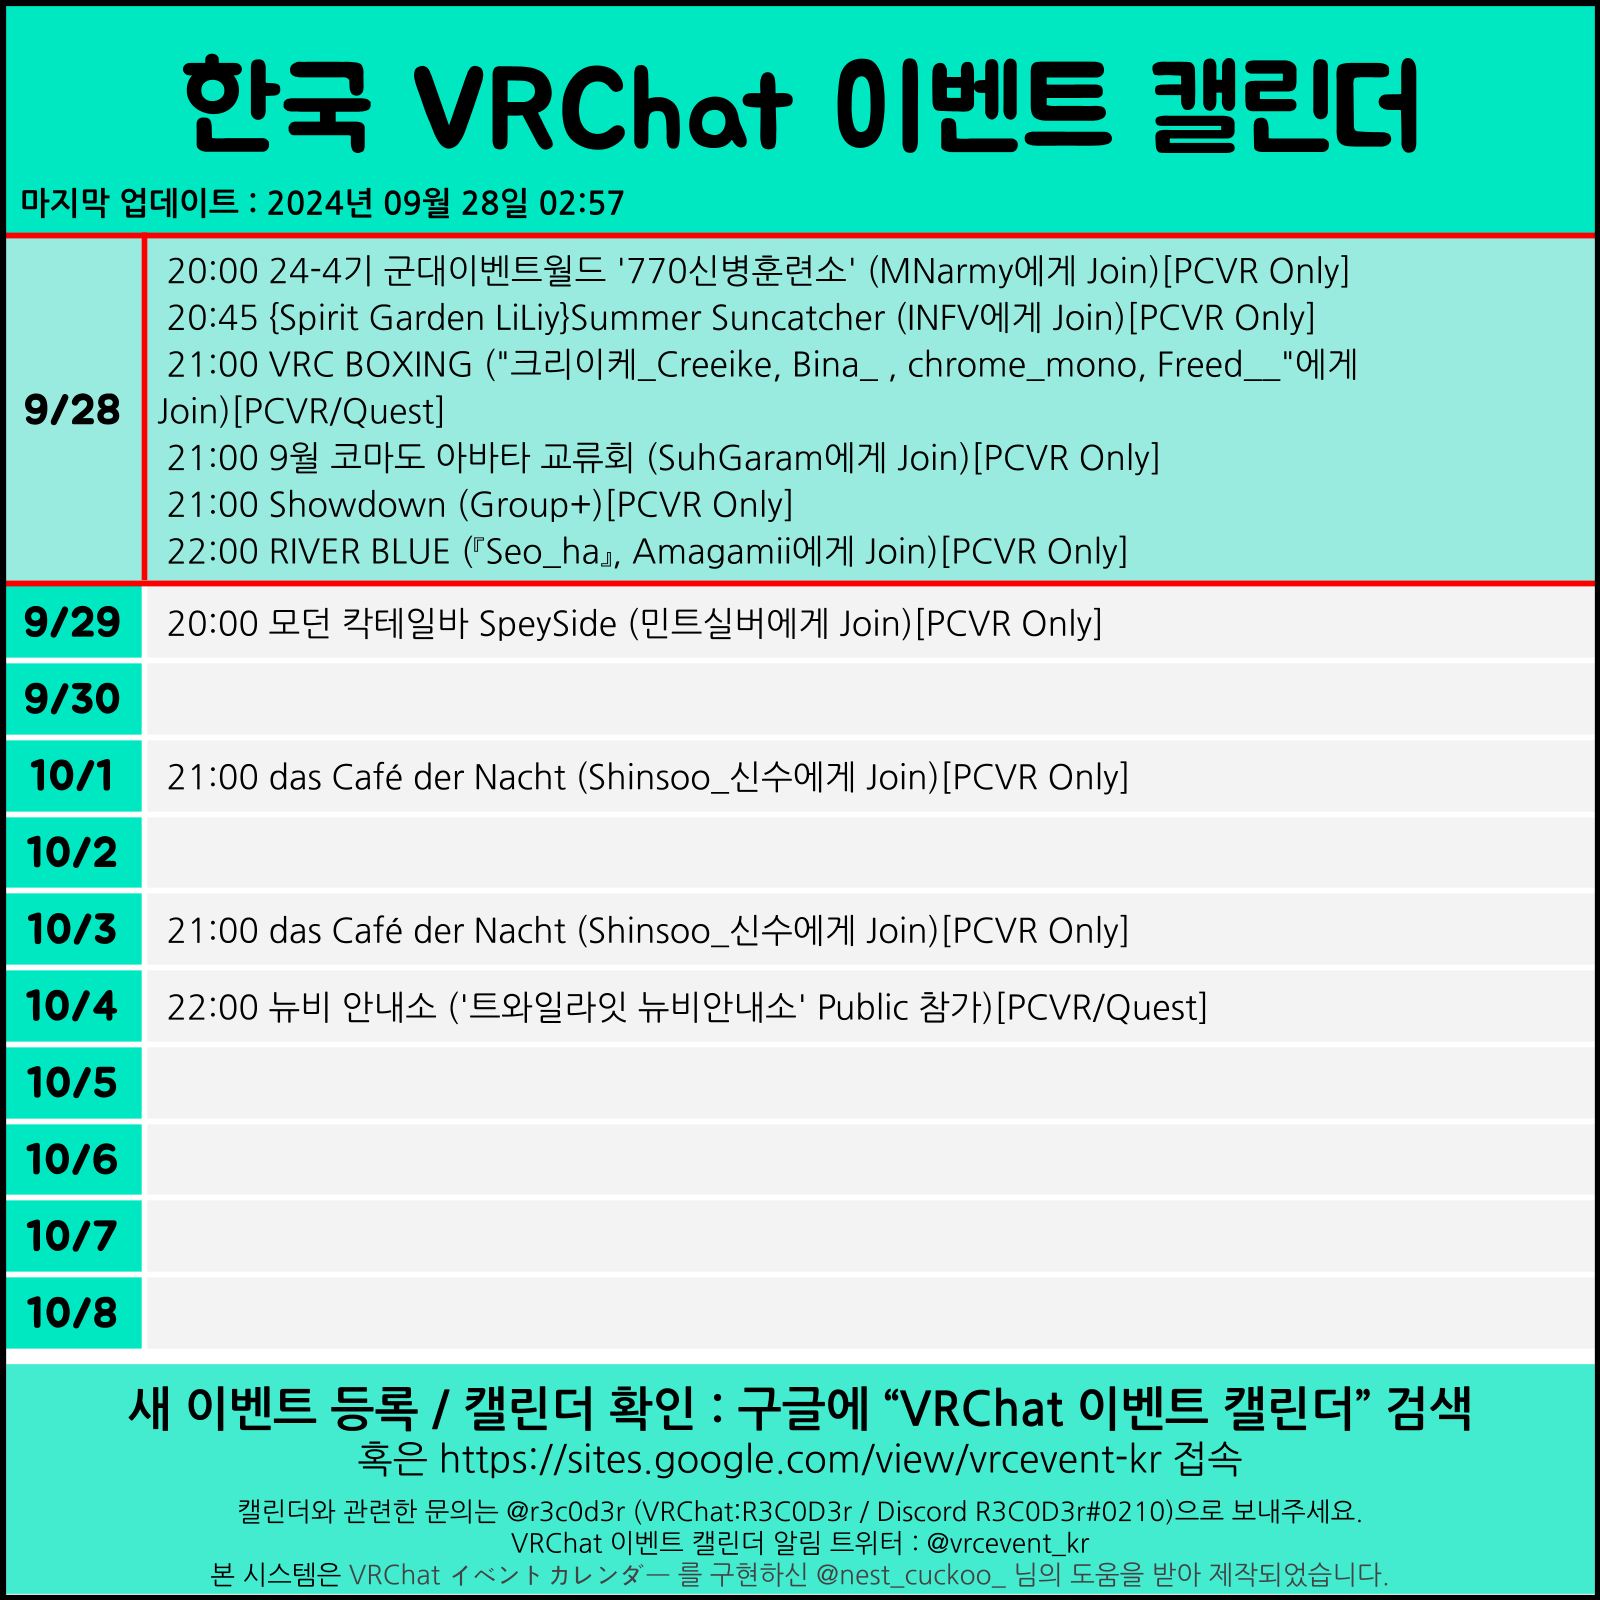 한국 VRChat 이벤트 캘린더
마지막 업데이트 : 2024년 09월 28일 02:57
9/28
20:00 24-4기 군대이벤트월드 '770신병훈련소' (MNarmy에게 Join)[PCVR Only]
20:45 {Spirit Garden LiLiy}Summer Suncatcher (INFV에게 Join)[PCVR Only]
21:00 VRC BOXING ("크리이케_Creeike, Bina_ , chrome_mono, Freed__"에게
Join)[PCVR/Quest]
21:00 9월 코마도 아바타 교류회 (SuhGaram에게 Join)[PCVR Only]
21:00 Showdown (Group+)[PCVR Only]
22:00 RIVER BLUE (『Seo_ha』, Amagamii에게 Join)[PCVR Only]
9/29 20:00 모던 칵테일바 SpeySide (민트실버에게 Join)[PCVR Only]
9/30
10/1 21:00 das Café der Nacht (Shinsoo_신수에게 Join)[PCVR Only]
10/2
10/3 21:00 das Café der Nacht (Shinsoo_신수에게 Join)[PCVR Only]
10/4 22:00 뉴비 안내소 ('트와일라잇 뉴비안내소' Public 참가)[PCVR/Quest]
10/5
10/6
10/7
10/8
새 이벤트 등록 / 캘린더 확인 : 구글에 “VRChat 이벤트 캘린더” 검색
혹은 https://sites.google.com/view/vrcevent-kr 접속
캘린더와 관련한 문의는 @r3c0d3r (VRChat:R3C0D3r / Discord R3C0D3r#0210)으로 보내주세요.
VRChat 이벤트 캘린더 알림 트위터 : @vrcevent_kr
본 시스템은 VRChat イベントカレンダー 를 구현하신 @nest_cuckoo_ 님의 도움을 받아 제작되었습니다.